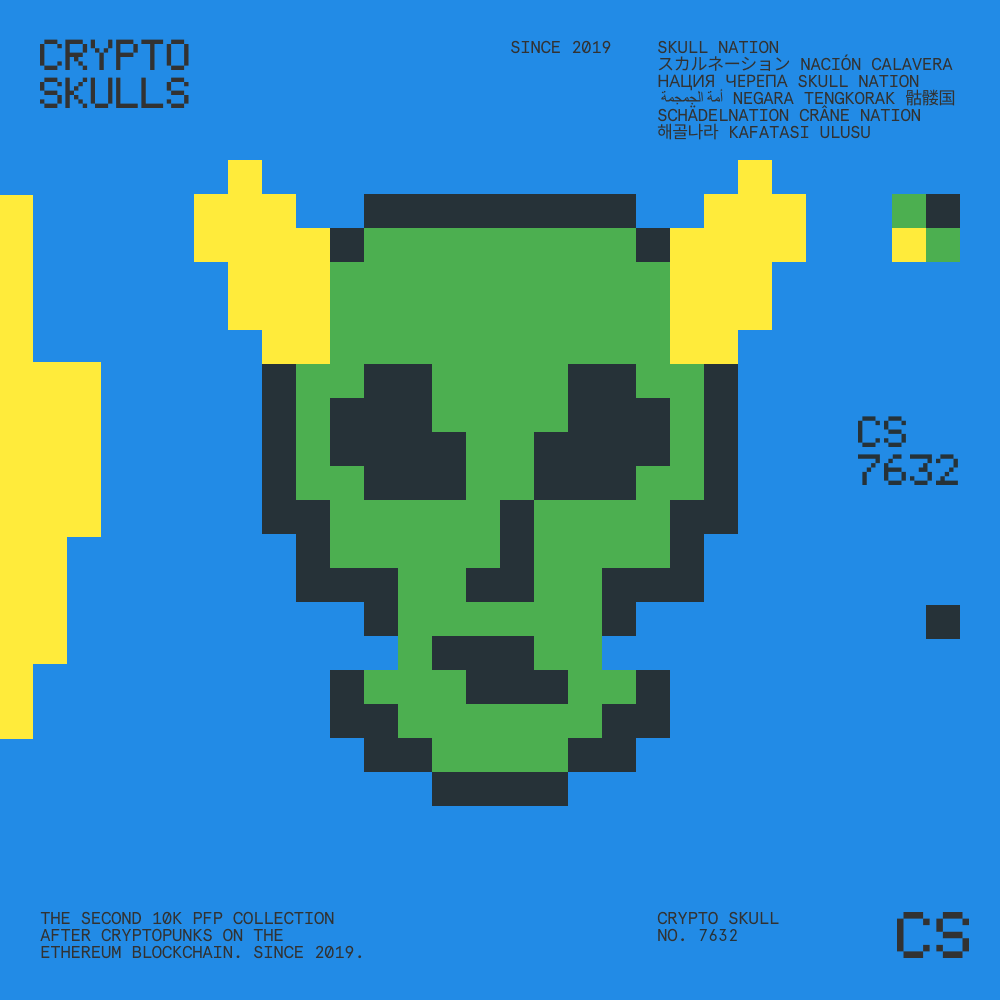 CRYPTO
SKULLS
SINCE 2019
SKULL NATION
スカルネーション NACIÓN CALAVERA
НАЦИЯ ЧЕРЕПА SKULL NATION
أمة الجمجمة NEGARA TENGKORAK 骷髅国
SCHÄDELNATION CRÂNE NATION
해골나라 KAFATASI ULUSU
CS
7632
THE SECOND 10K PFP COLLECTION
AFTER CRYPTOPUNKS ON THE
ETHEREUM BLOCKCHAIN. SINCE 2019.
CRYPTO SKULL
NO. 7632
CS